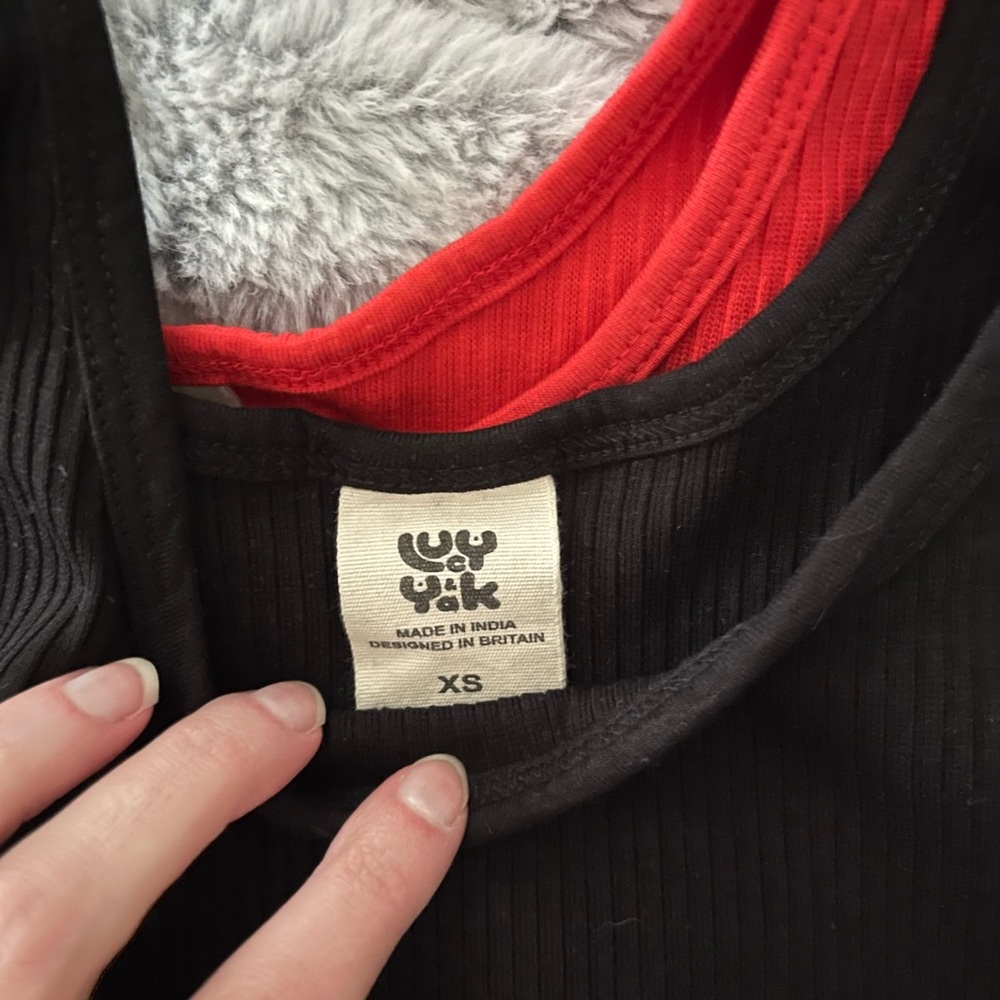 Lucy
& Yak
MADE IN INDIA
DESIGNED IN BRITAIN
XS